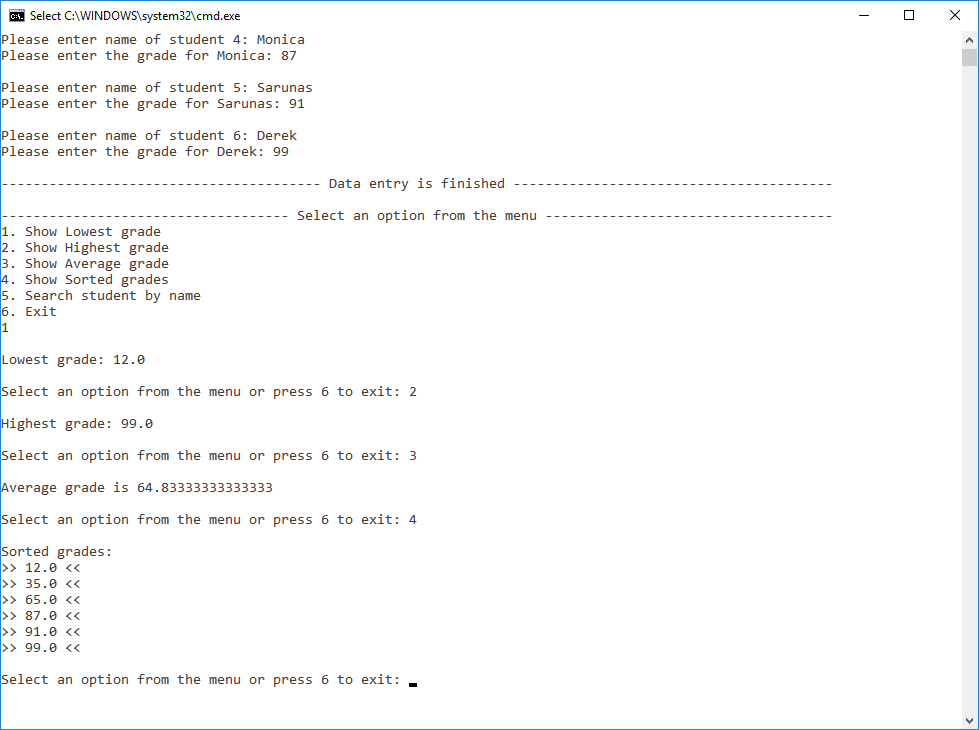 Select C:\WINDOWS\system32\cmd.exe
Please enter name of student 4: Monica
Please enter the grade for Monica: 87
Please enter name of student 5: Sarunas
Please enter the grade for Sarunas: 91
Please enter name of student 6: Derek
Please enter the grade for Derek: 99
---------------------------------------- Data entry is finished ----------------------------------------
------------------------------------ Select an option from the menu ------------------------------------
1. Show Lowest grade
2. Show Highest grade
3. Show Average grade
4. Show Sorted grades
5. Search student by name
6. Exit
1
Lowest grade: 12.0
Select an option from the menu or press 6 to exit: 2
Highest grade: 99.0
Select an option from the menu or press 6 to exit: 3
Average grade is 64.83333333333333
Select an option from the menu or press 6 to exit: 4
Sorted grades:
>> 12.0 <<
>> 35.0 <<
>> 65.0 <<
>> 87.0 <<
>> 91.0 <<
>> 99.0 <<
Select an option from the menu or press 6 to exit: